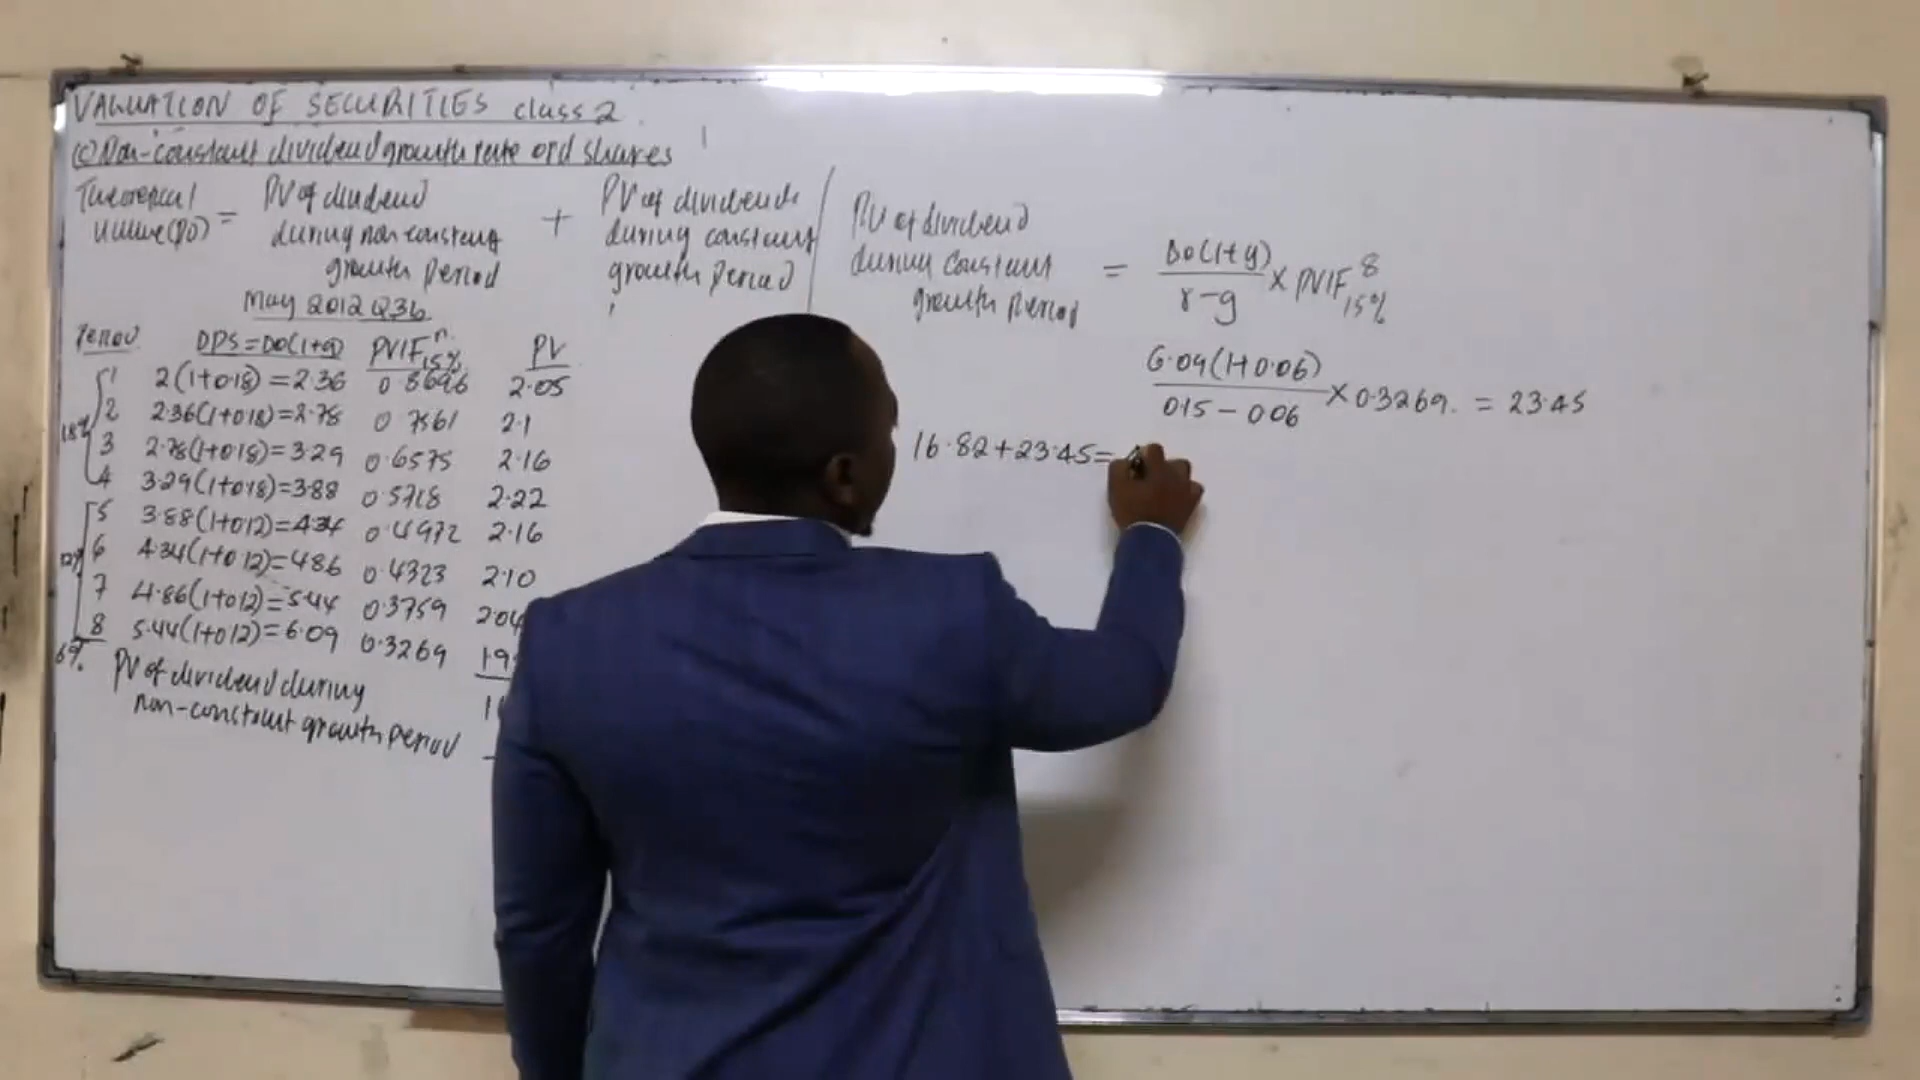 VALUATION OF SECURITIES class 2
(c) Non-constant dividend growth rate ord shares
Theoretical value (P0) = PV of dividend during non constant growth period + PV of dividends during constant growth period
May 2012 Q3b
Period DPS = D0(1+g) PVIF 15% n PV
1 2(1+0.18) = 2.36 0.8696 2.05
2 2.36(1+0.18) = 2.78 0.7561 2.1
18% 3 2.78(1+0.18) = 3.29 0.6575 2.16
4 3.29(1+0.18) = 3.88 0.5718 2.22
5 3.88(1+0.12) = 4.34 0.4972 2.16
12% 6 4.34(1+0.12) = 4.86 0.4323 2.10
7 4.86(1+0.12) = 5.44 0.3759 2.04
8 5.44(1+0.12) = 6.09 0.3269 1.9
6%
PV of dividend during
non-constant growth period
PV of dividend
during constant
growth period = D0(1+g) / r-g × PVIF 15% 8
6.09(1+0.06) / 0.15 - 0.06 × 0.3269. = 23.45
16.82 + 23.45 =